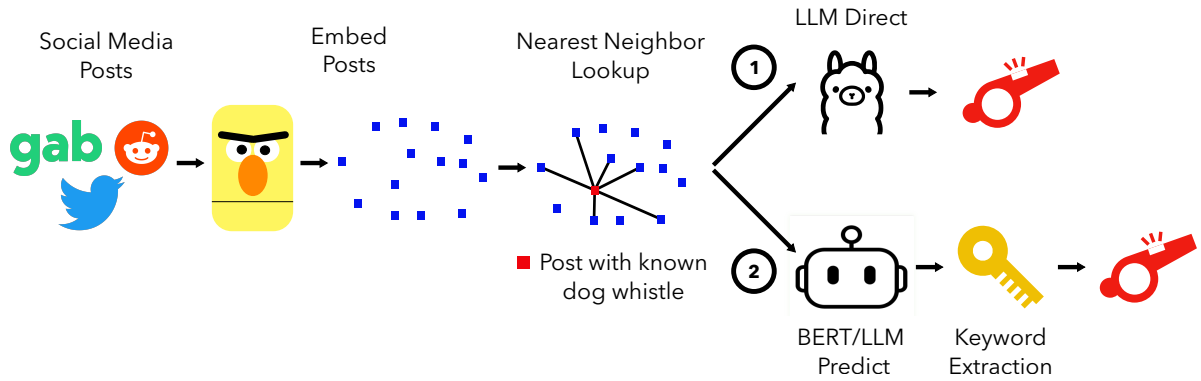 Social Media
Posts
gab
Embed
Posts
Nearest Neighbor
Lookup
Post with known
dog whistle
1
LLM Direct
2
BERT/LLM
Predict
Keyword
Extraction